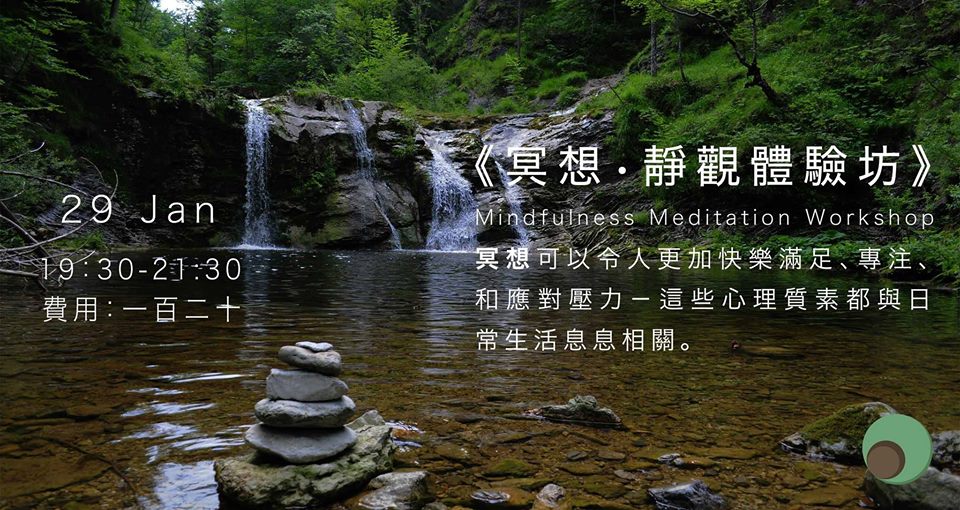 29 Jan
19:30-21:30
費用：一百二十
《冥想·靜觀體驗坊》
Mindfulness Meditation Workshop
冥想可以令人更加快樂滿足、專注、
和應對壓力－這些心理質素都與日
常生活息息相關。